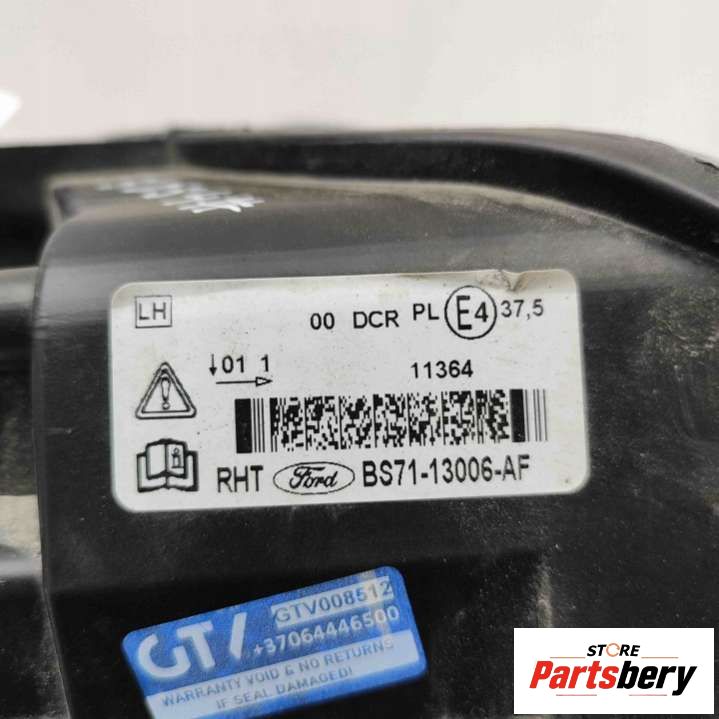 LH
00 DCR PL E4 37,5
01 1
11364
RHT Ford BS71-13006-AF
GTV
GTV008512
+37064446500
WARRANTY VOID & NO RETURNS
IF SEAL DAMAGED!
STORE
Partsbery